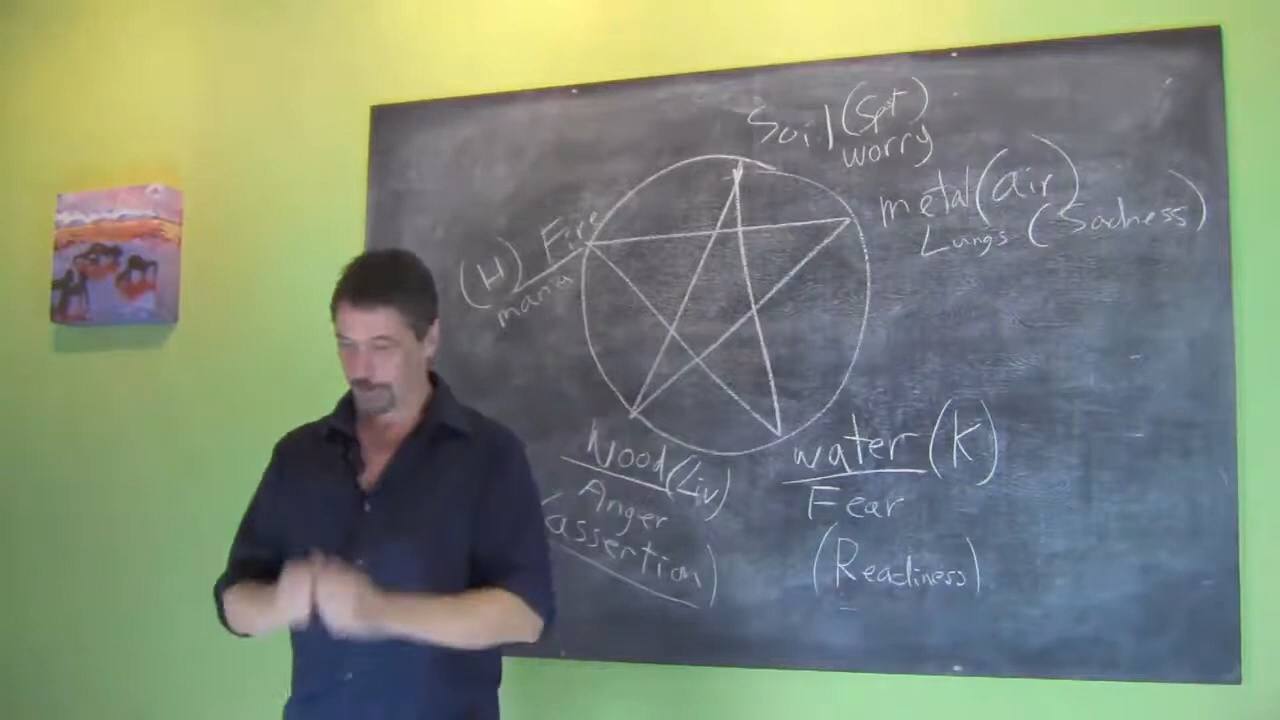 Soil (Spt)
worry
metal (air)
Lungs (Sadness)
(H) Fire
mania
Wood (Liv)
Anger
(assertion)
water (K)
Fear
(Readiness)